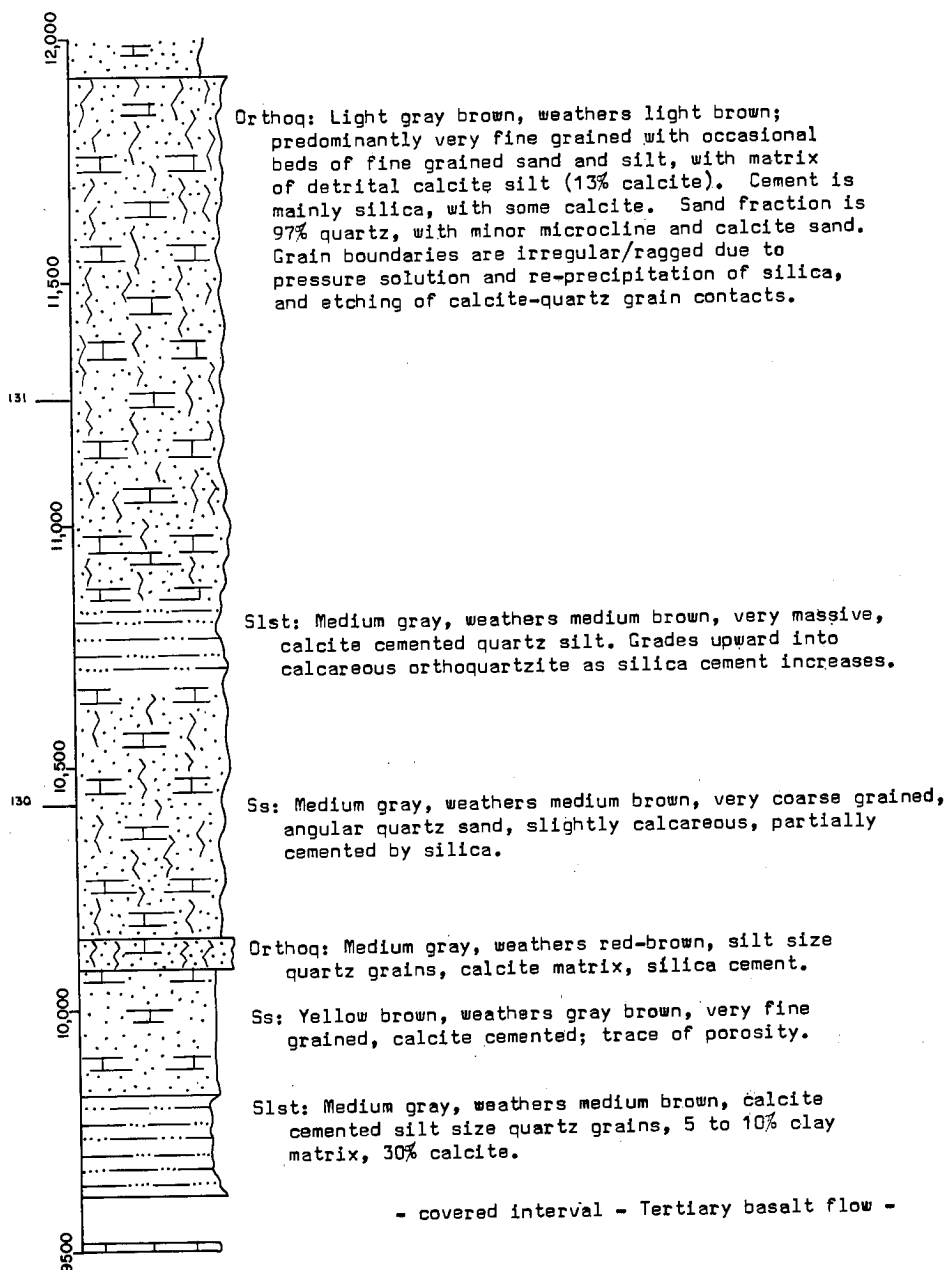 12,000
Orthoq: Light gray brown, weathers light brown;
predominantly very fine grained with occasional
beds of fine grained sand and silt, with matrix
of detrital calcite silt (13% calcite). Cement is
mainly silica, with some calcite. Sand fraction is
97% quartz, with minor microcline and calcite sand.
Grain boundaries are irregular/ragged due to
pressure solution and re-precipitation of silica,
and etching of calcite-quartz grain contacts.
11,500
131
11,000
Slst: Medium gray, weathers medium brown, very massive,
calcite cemented quartz silt. Grades upward into
calcareous orthoquartzite as silica cement increases.
10,500
130
Ss: Medium gray, weathers medium brown, very coarse grained,
angular quartz sand, slightly calcareous, partially
cemented by silica.
Orthoq: Medium gray, weathers red-brown, silt size
quartz grains, calcite matrix, silica cement.
10,000
Ss: Yellow brown, weathers gray brown, very fine
grained, calcite cemented; trace of porosity.
Slst: Medium gray, weathers medium brown, calcite
cemented silt size quartz grains, 5 to 10% clay
matrix, 30% calcite.
- covered interval - Tertiary basalt flow -
9500